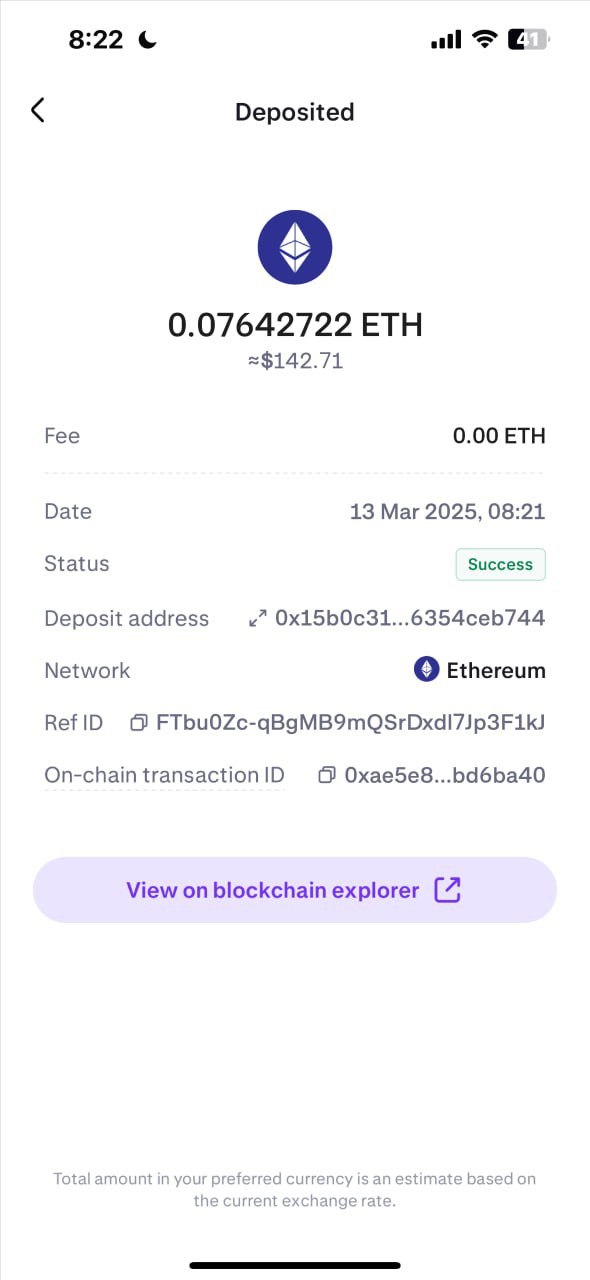 8:22
41
Deposited
0.07642722 ETH
≈$142.71
Fee 0.00 ETH
Date 13 Mar 2025, 08:21
Status Success
Deposit address 0x15b0c31...6354ceb744
Network Ethereum
Ref ID FTbu0Zc-qBgMB9mQSrDxdI7Jp3F1kJ
On-chain transaction ID 0xae5e8...bd6ba40
View on blockchain explorer
Total amount in your preferred currency is an estimate based on
the current exchange rate.